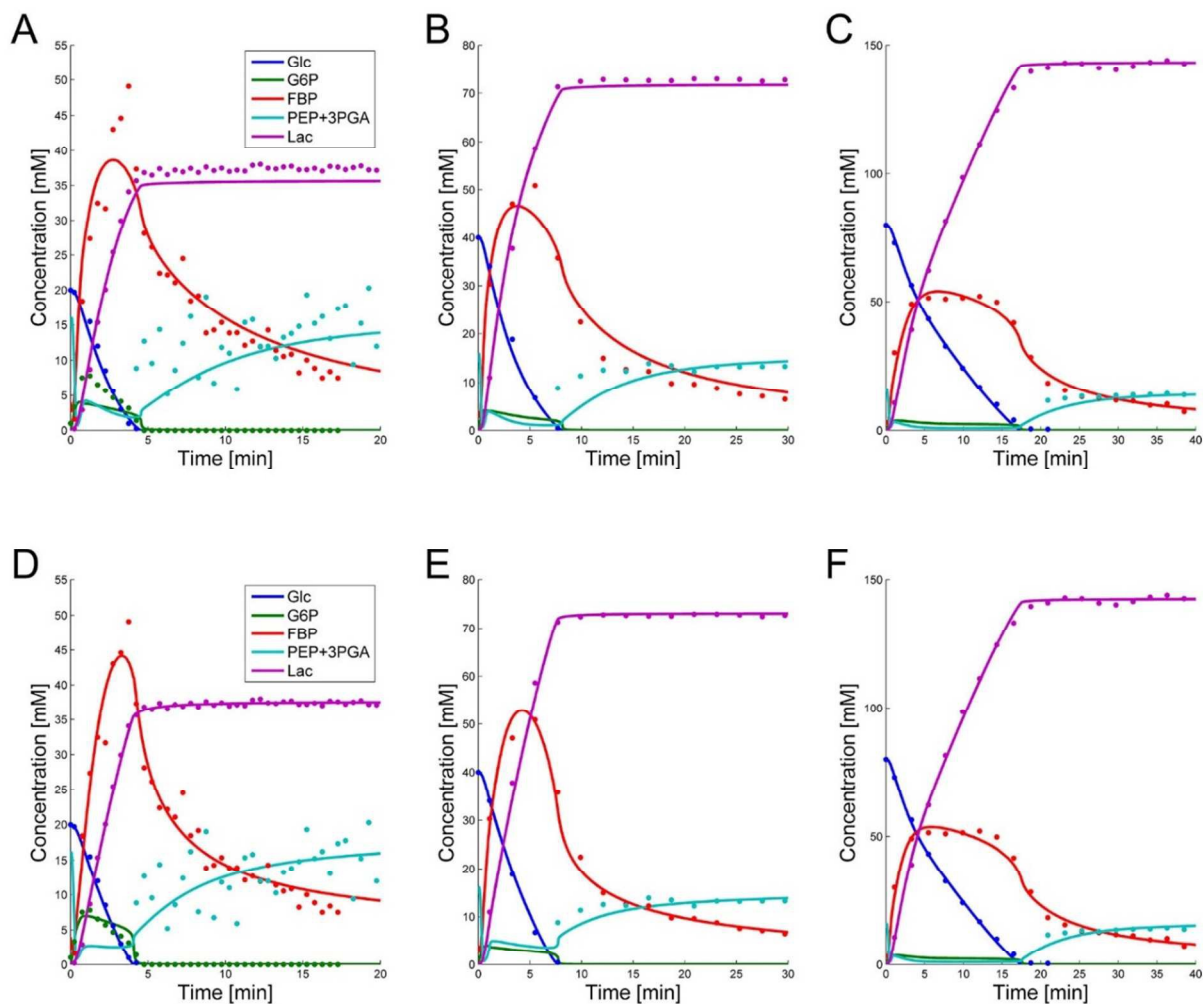 A
B
C
55
50
45
40
35
30
25
20
15
10
5
0
Concentration [mM]
Glc
G6P
FBP
PEP+3PGA
Lac
0 5 10 15 20
Time [min]
80
70
60
50
40
30
20
10
0
Concentration [mM]
0 5 10 15 20 25 30
Time [min]
150
100
50
0
Concentration [mM]
0 5 10 15 20 25 30 35 40
Time [min]
D
E
F
55
50
45
40
35
30
25
20
15
10
5
0
Concentration [mM]
Glc
G6P
FBP
PEP+3PGA
Lac
0 5 10 15 20
Time [min]
80
70
60
50
40
30
20
10
0
Concentration [mM]
0 5 10 15 20 25 30
Time [min]
150
100
50
0
Concentration [mM]
0 5 10 15 20 25 30 35 40
Time [min]